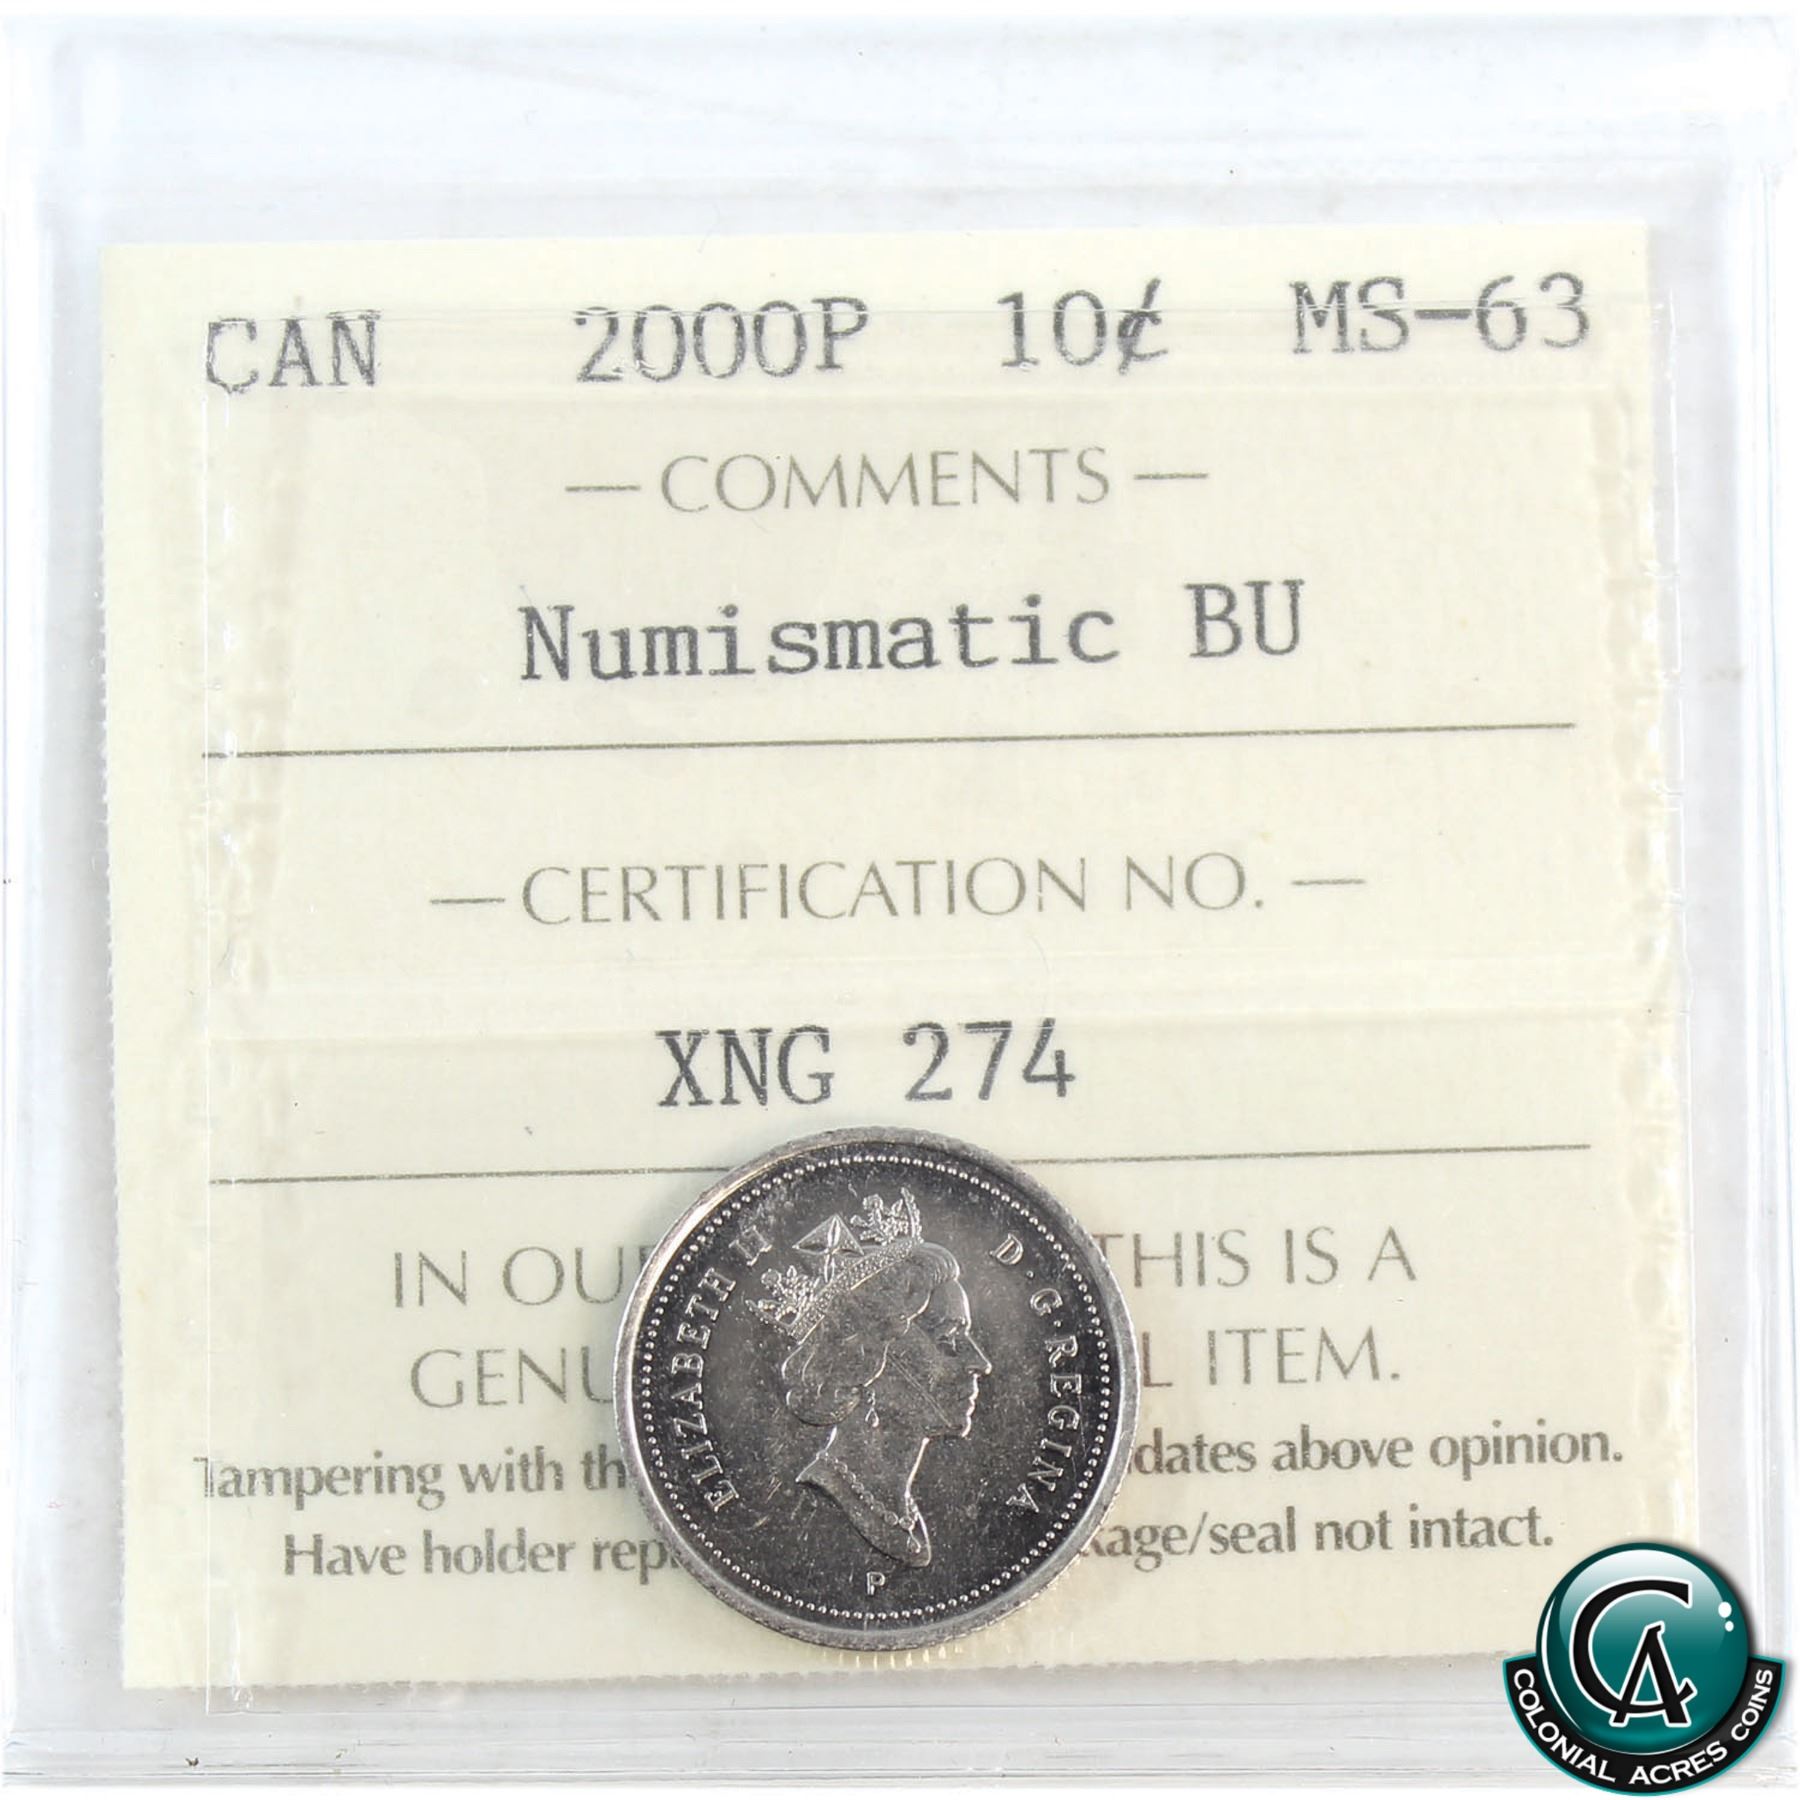 CAN 2000P 10¢ MS-63
— COMMENTS —
Numismatic BU
— CERTIFICATION NO. —
XNG 274
IN OU THIS IS A
GENU L ITEM.
Tampering with th dates above opinion.
Have holder rep kage/seal not intact.
ELIZABETH II D·G·REGINA
P
CA
COLONIAL ACRES COINS